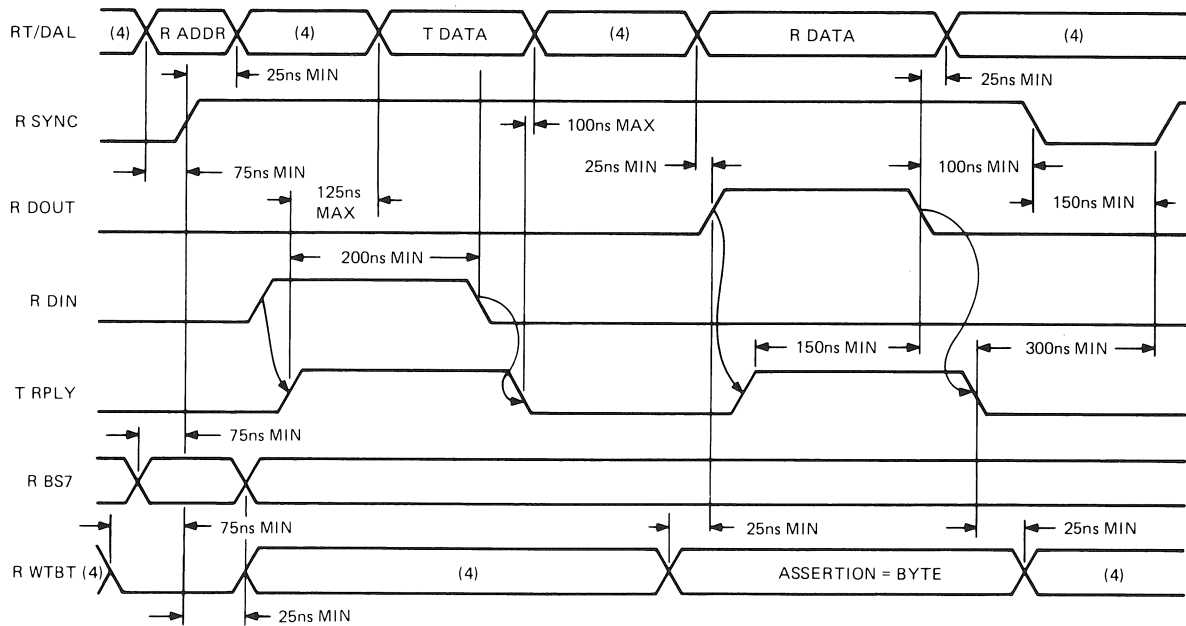 RT/DAL (4) R ADDR (4) T DATA (4) R DATA (4)
25ns MIN 25ns MIN
R SYNC
100ns MAX
75ns MIN 25ns MIN 100ns MIN
125ns
MAX
150ns MIN
R DOUT
200ns MIN
R DIN
150ns MIN 300ns MIN
T RPLY
75ns MIN
R BS7
75ns MIN 25ns MIN 25ns MIN
R WTBT (4) (4) ASSERTION = BYTE (4)
25ns MIN